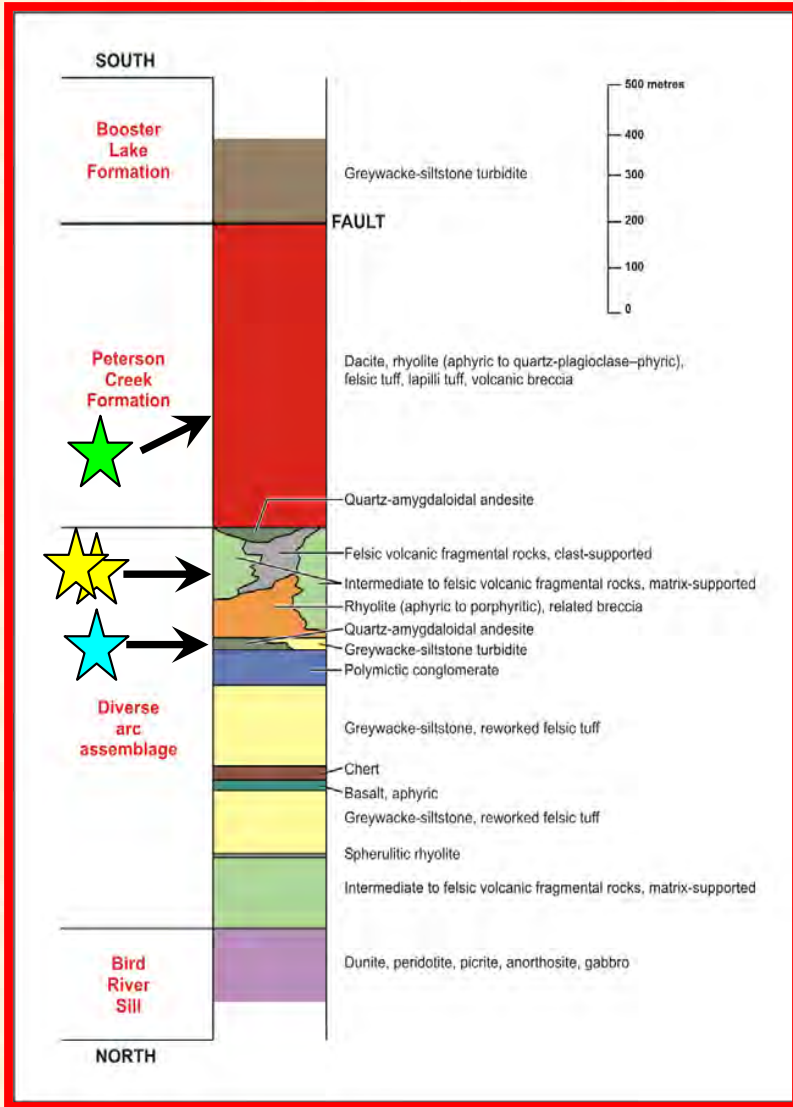 SOUTH
500 metres
Booster
Lake
Formation
400
300
Greywacke-siltstone turbidite
200
FAULT
100
0
Peterson
Creek
Formation
Dacite, rhyolite (aphyric to quartz-plagioclase–phyric),
felsic tuff, lapilli tuff, volcanic breccia
Quartz-amygdaloidal andesite
Felsic volcanic fragmental rocks, clast-supported
Intermediate to felsic volcanic fragmental rocks, matrix-supported
Rhyolite (aphyric to porphyritic), related breccia
Quartz-amygdaloidal andesite
Greywacke-siltstone turbidite
Polymictic conglomerate
Diverse
arc
assemblage
Greywacke-siltstone, reworked felsic tuff
Chert
Basalt, aphyric
Greywacke-siltstone, reworked felsic tuff
Spherulitic rhyolite
Intermediate to felsic volcanic fragmental rocks, matrix-supported
Bird
River
Sill
Dunite, peridotite, picrite, anorthosite, gabbro
NORTH